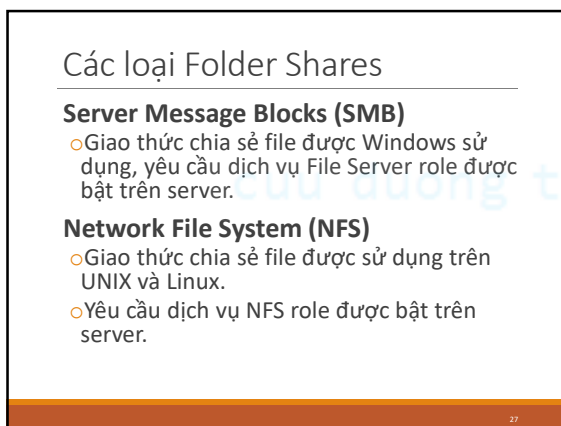 Các loại Folder Shares
Server Message Blocks (SMB)
oGiao thức chia sẻ file được Windows sử
dụng, yêu cầu dịch vụ File Server role được
bật trên server.
cuu duong t
Network File System (NFS)
oGiao thức chia sẻ file được sử dụng trên
UNIX và Linux.
oYêu cầu dịch vụ NFS role được bật trên
server.
27